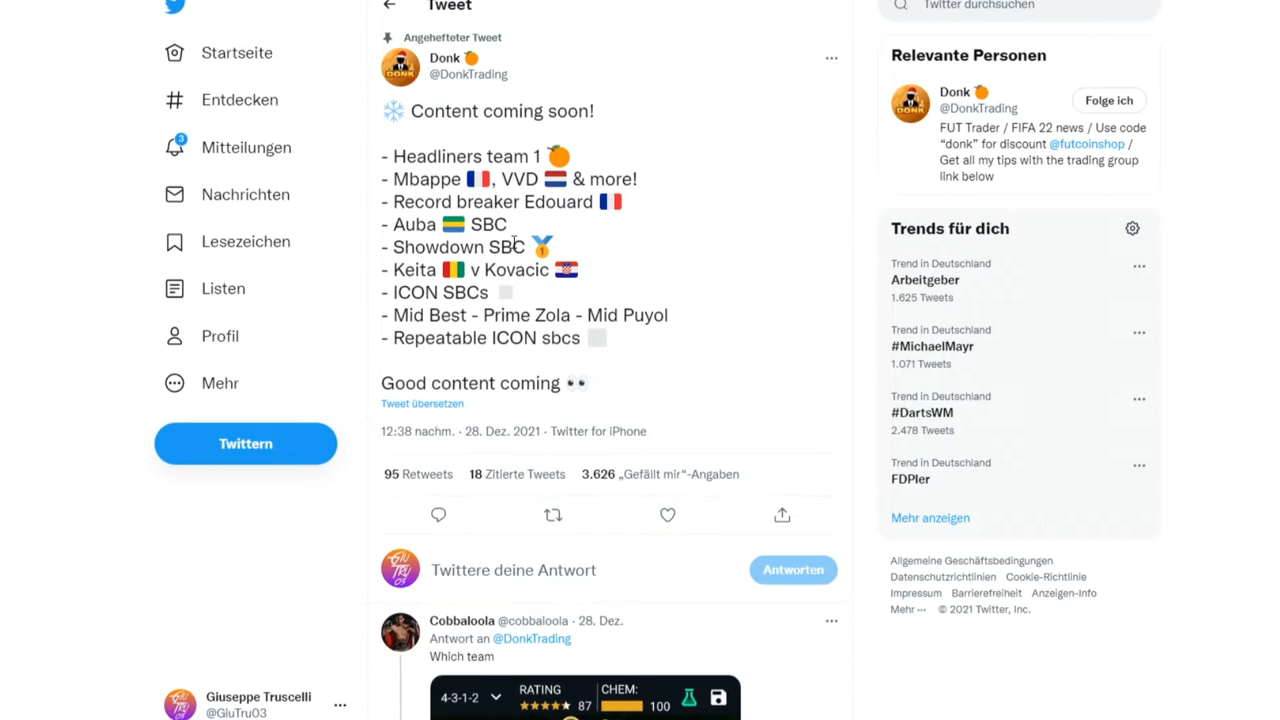 Startseite
Entdecken
3
Mitteilungen
Nachrichten
Lesezeichen
Listen
Profil
Mehr
Twittern
Giuseppe Truscelli
@GiuTru03
Tweet
Angehefteter Tweet
Donk 🍊
@DonkTrading
❄️ Content coming soon!
- Headliners team 1 🍊
- Mbappe 🇫🇷, VVD 🇳🇱 & more!
- Record breaker Edouard 🇫🇷
- Auba 🇬🇦 SBC
- Showdown SBC 🥇
- Keita 🇬🇳 v Kovacic 🇭🇷
- ICON SBCs ◽
- Mid Best - Prime Zola - Mid Puyol
- Repeatable ICON sbcs ⬜
Good content coming 👀
Tweet übersetzen
12:38 nachm. · 28. Dez. 2021 · Twitter for iPhone
95 Retweets 18 Zitierte Tweets 3.626 „Gefällt mir“-Angaben
GIU TRU 03
Twittere deine Antwort
Antworten
Cobbaloola @cobbaloola · 28. Dez.
Antwort an @DonkTrading
Which team
4-3-1-2
RATING
87
CHEM:
100
Twitter durchsuchen
Relevante Personen
Donk 🍊
@DonkTrading
Folge ich
FUT Trader / FIFA 22 news / Use code
“donk” for discount @futcoinshop /
Get all my tips with the trading group
link below
Trends für dich
Trend in Deutschland
Arbeitgeber
1.625 Tweets
Trend in Deutschland
#MichaelMayr
1.071 Tweets
Trend in Deutschland
#DartsWM
2.478 Tweets
Trend in Deutschland
FDPler
Mehr anzeigen
Allgemeine Geschäftsbedingungen
Datenschutzrichtlinien Cookie-Richtlinie
Impressum Barrierefreiheit Anzeigen-Info
Mehr ··· © 2021 Twitter, Inc.